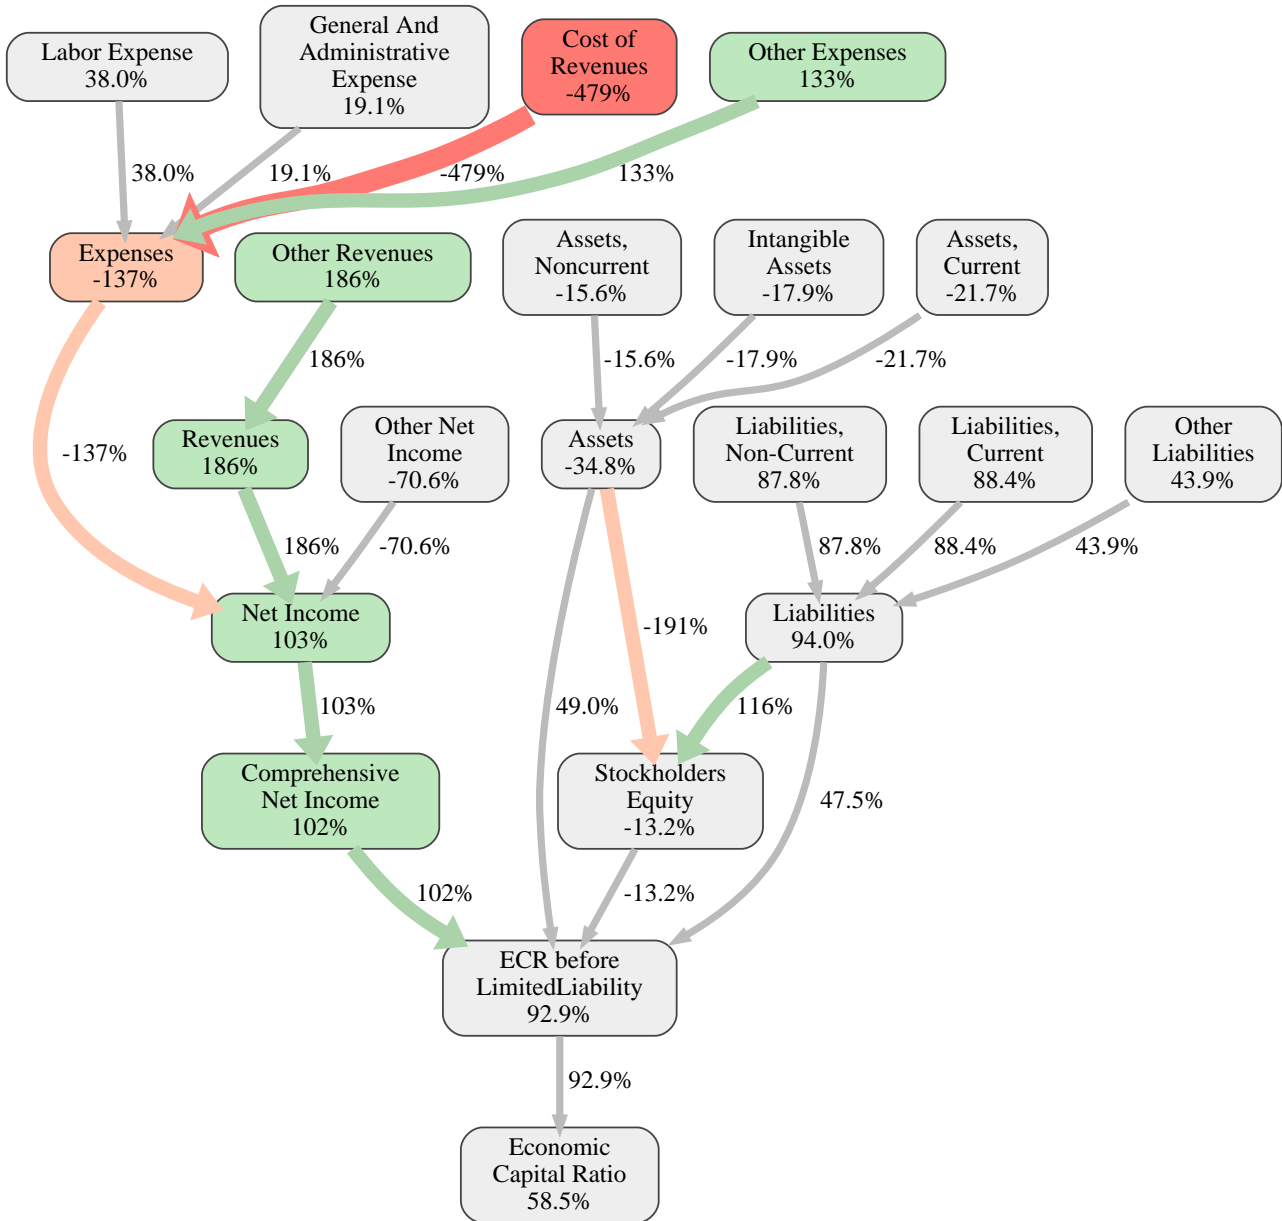 Labor Expense
38.0%
General And
Administrative
Expense
19.1%
Cost of
Revenues
-479%
Other Expenses
133%
38.0%
19.1%
-479%
133%
Expenses
-137%
Other Revenues
186%
Assets,
Noncurrent
-15.6%
Intangible
Assets
-17.9%
Assets,
Current
-21.7%
186%
-15.6%
-17.9%
-21.7%
-137%
Revenues
186%
Other Net
Income
-70.6%
Assets
-34.8%
Liabilities,
Non-Current
87.8%
Liabilities,
Current
88.4%
Other
Liabilities
43.9%
186%
-70.6%
87.8%
88.4%
43.9%
Net Income
103%
-191%
Liabilities
94.0%
103%
49.0%
116%
Comprehensive
Net Income
102%
Stockholders
Equity
-13.2%
47.5%
102%
-13.2%
ECR before
LimitedLiability
92.9%
92.9%
Economic
Capital Ratio
58.5%